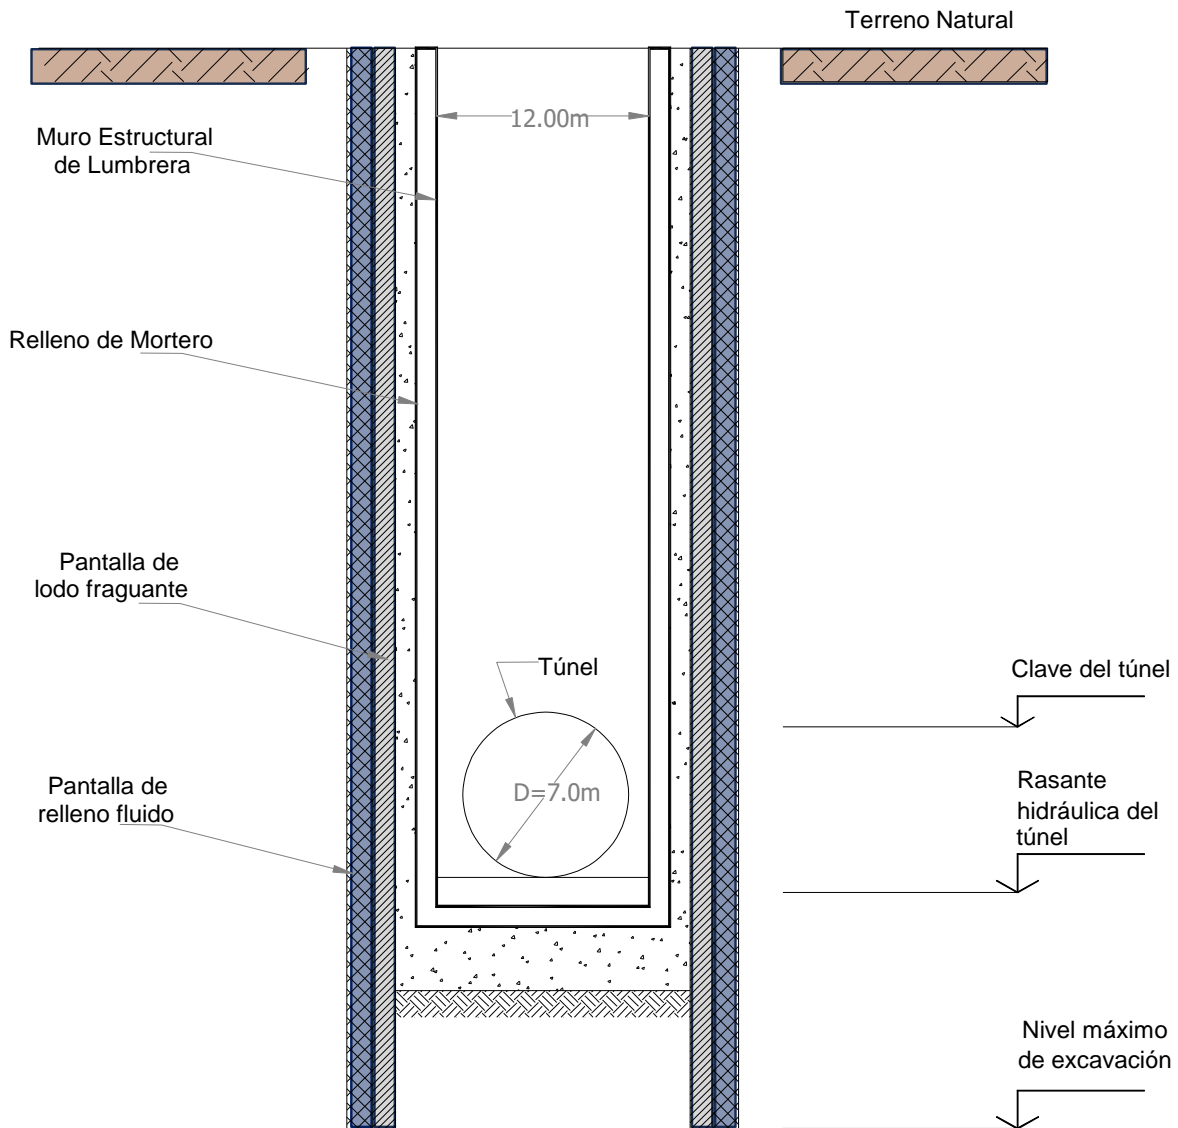 Terreno Natural
12.00m
Muro Estructural
de Lumbrera
Relleno de Mortero
Pantalla de
lodo fraguante
Túnel
Clave del túnel
D=7.0m
Rasante
hidráulica del
túnel
Pantalla de
relleno fluido
Nivel máximo
de excavación